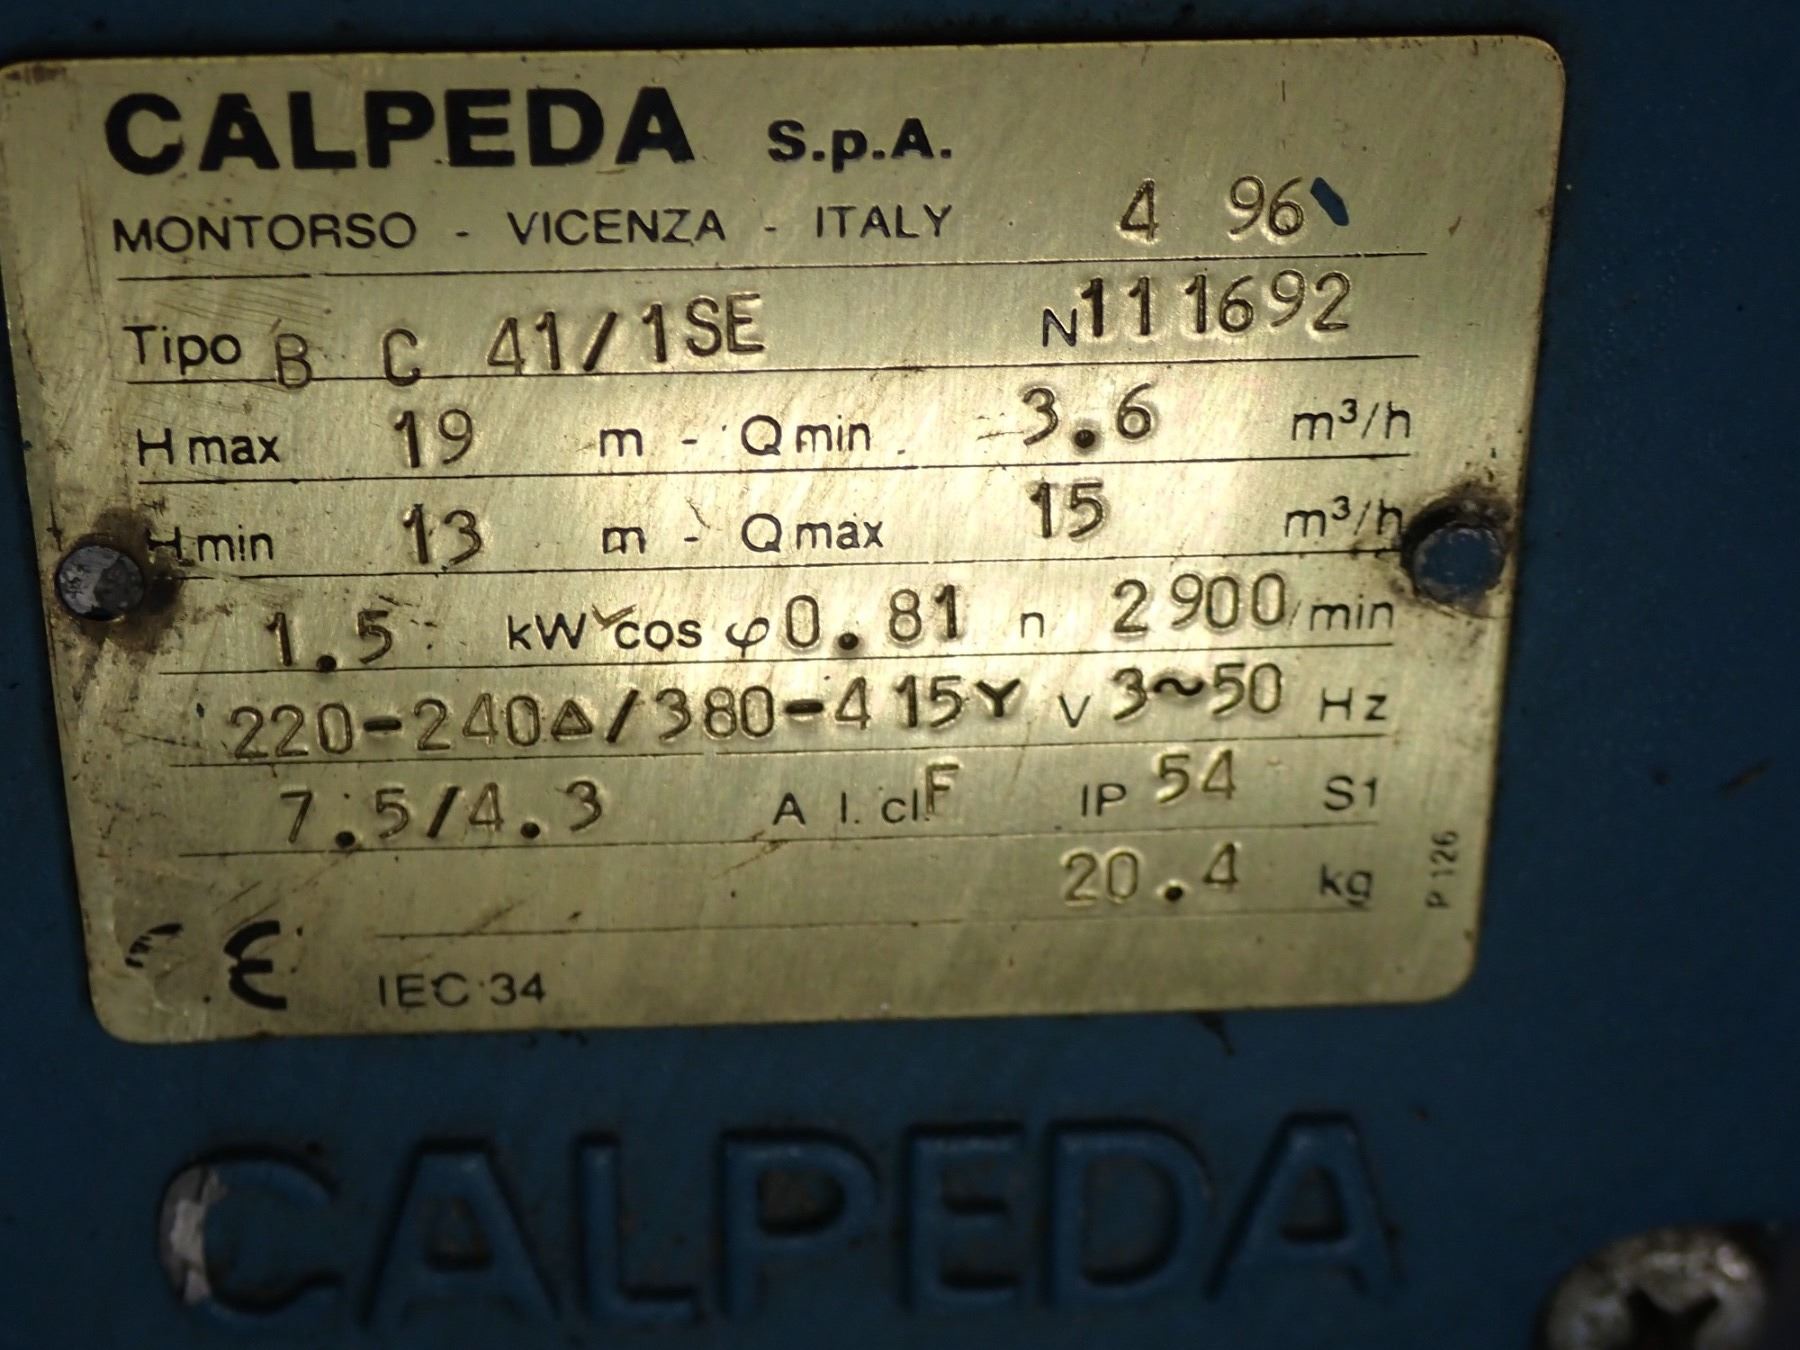 CALPEDA S.p.A.
MONTORSO - VICENZA - ITALY 4 96
Tipo B C 41/1SE N111692
H max 19 m - Q min 3.6 m³/h
H min 13 m - Q max 15 m³/h
1.5 kW cos φ 0.81 n 2900/min
220-240△/380-415Y V 3~50 Hz
7.5/4.3 A I. cl. F IP 54 S1
20.4 kg
P 126
CE IEC 34
CALPEDA